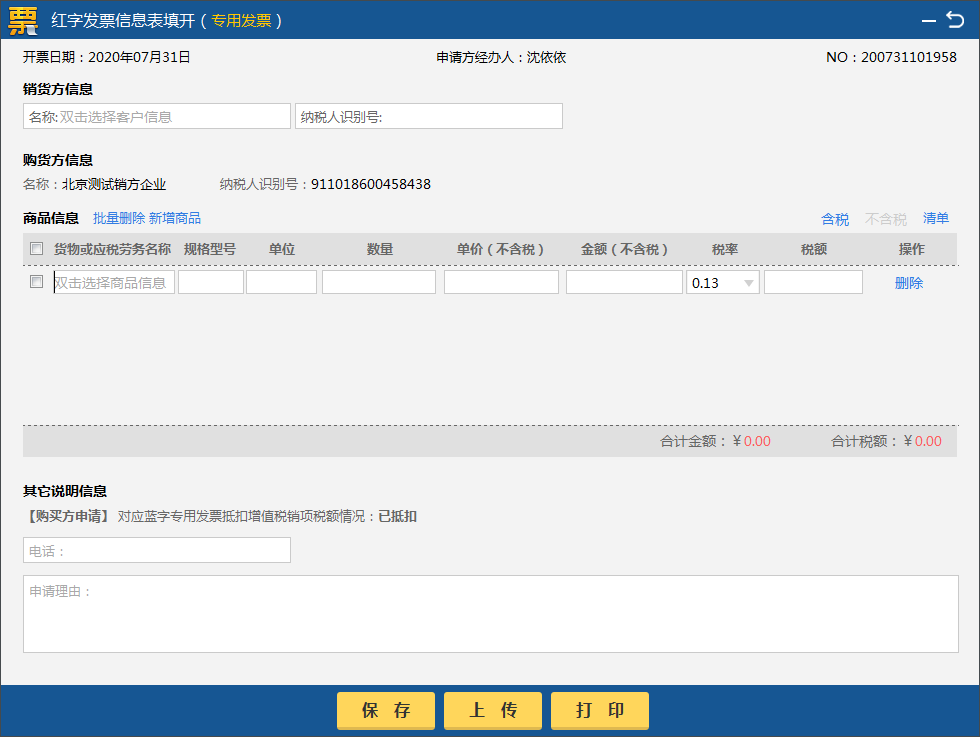 票 红字发票信息表填开（专用发票）
开票日期：2020年07月31日 申请方经办人：沈依依 NO：200731101958
销货方信息
名称:双击选择客户信息 纳税人识别号:
购货方信息
名称：北京测试销方企业 纳税人识别号：911018600458438
商品信息 批量删除 新增商品 含税 不含税 清单
货物或应税劳务名称 规格型号 单位 数量 单价（不含税） 金额（不含税） 税率 税额 操作
双击选择商品信息 0.13 删除
合计金额：￥0.00 合计税额：￥0.00
其它说明信息
【购买方申请】 对应蓝字专用发票抵扣增值税销项税额情况：已抵扣
电话：
申请理由：
保 存 上 传 打 印